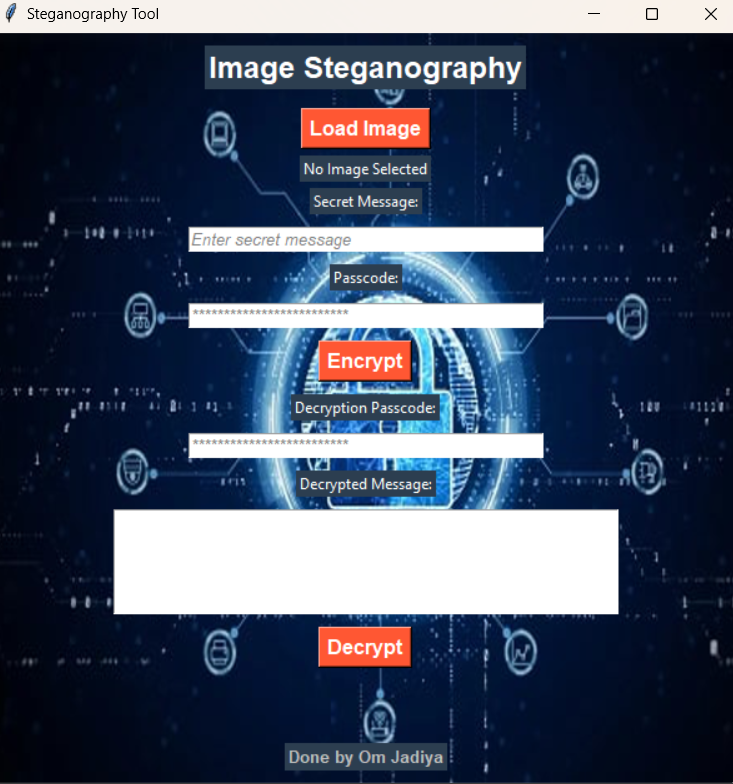 Steganography Tool
Image Steganography
Load Image
No Image Selected
Secret Message:
Enter secret message
Passcode:
*************************
Encrypt
Decryption Passcode:
*************************
Decrypted Message:
Decrypt
Done by Om Jadiya